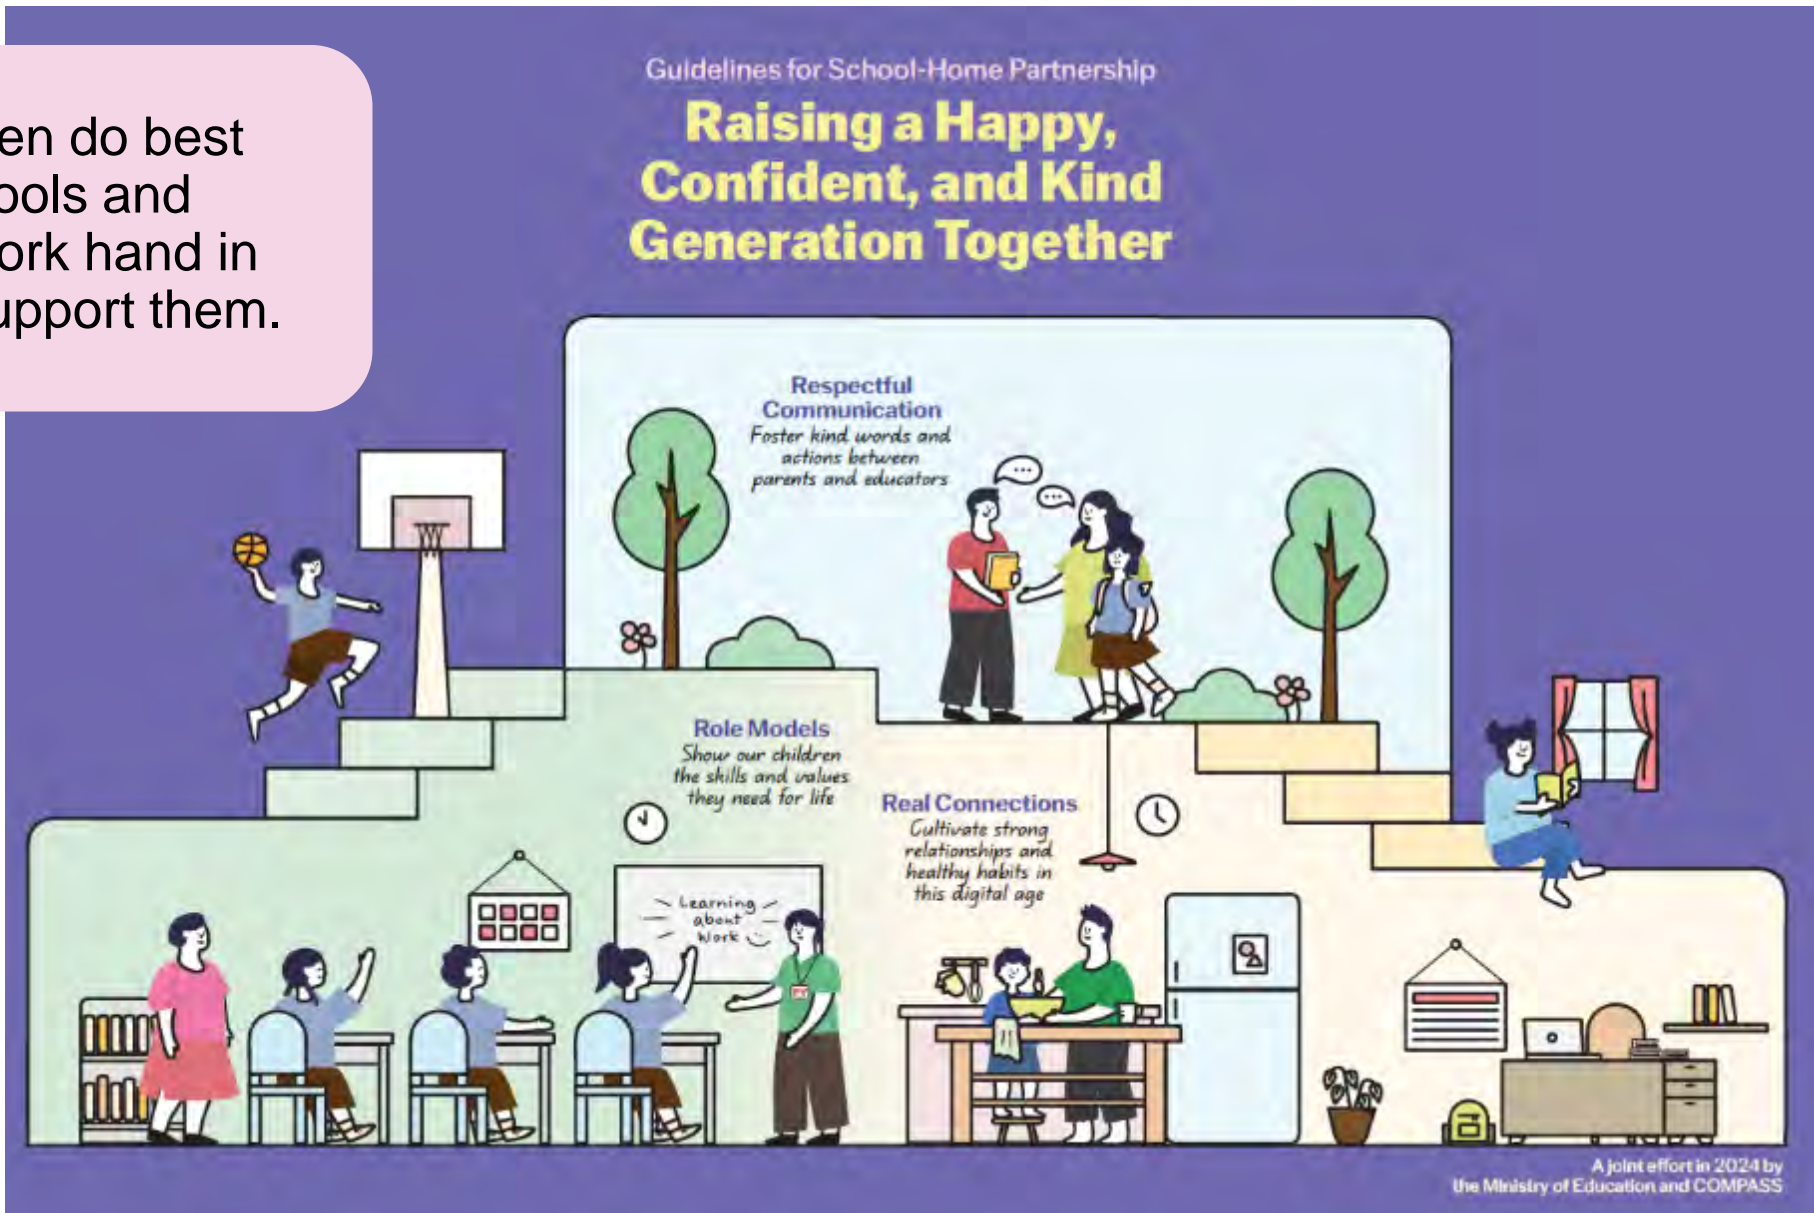 en do best
ools and
ork hand in
upport them.
Guidelines for School-Home Partnership
Raising a Happy,
Confident, and Kind
Generation Together
Respectful
Communication
Foster kind words and
actions between
parents and educators
Role Models
Show our children
the skills and values
they need for life
Real Connections
Cultivate strong
relationships and
healthy habits in
this digital age
Learning
about
Work
A joint effort in 2024 by
the Ministry of Education and COMPASS